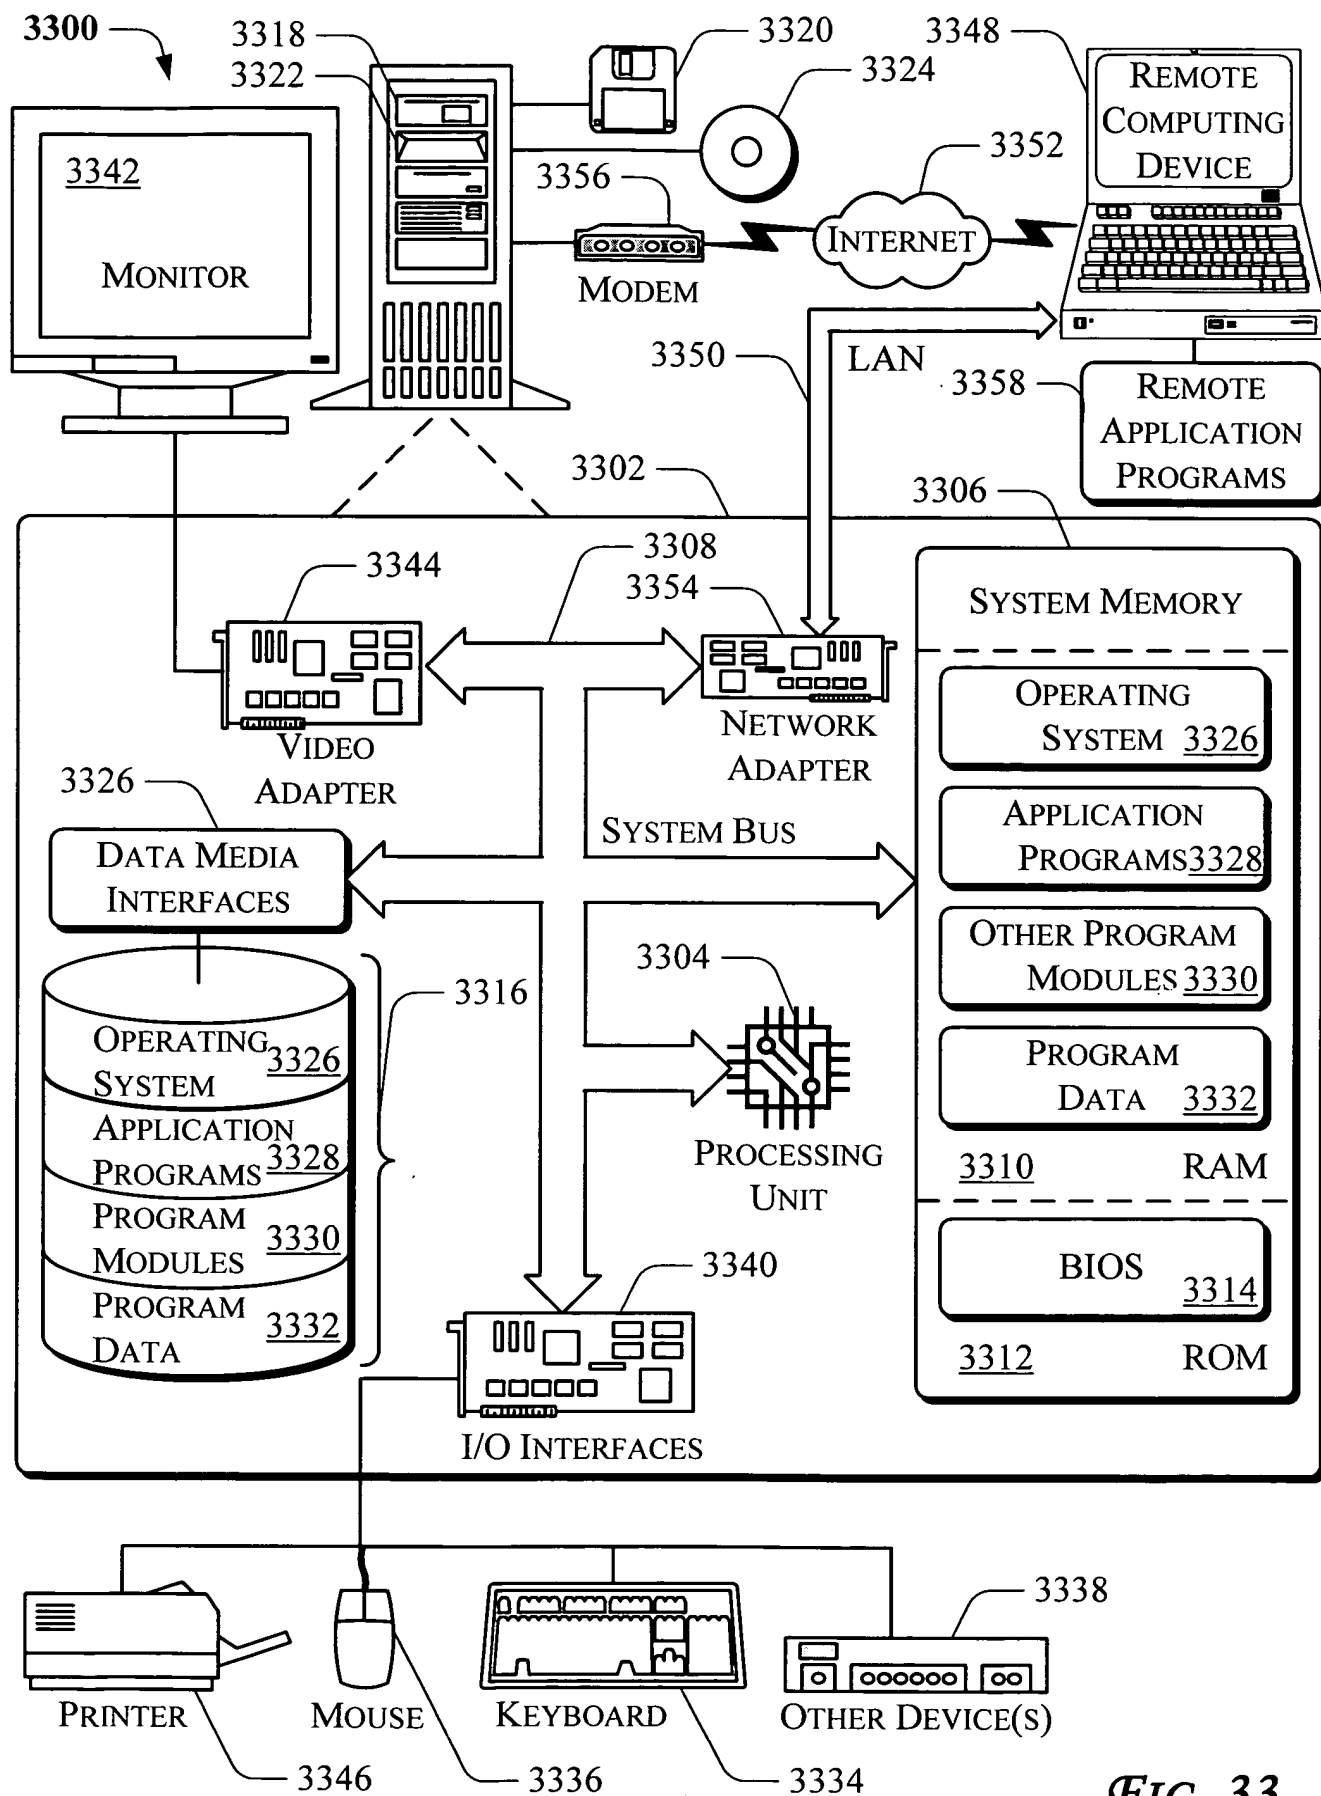 3300
3318
3322
3320
3324
3348
REMOTE
COMPUTING
DEVICE
3342
MONITOR
3356
MODEM
3352
INTERNET
3350
LAN
3358
REMOTE
APPLICATION
PROGRAMS
3302
3306
3344
3308
3354
VIDEO
ADAPTER
NETWORK
ADAPTER
SYSTEM MEMORY
OPERATING
SYSTEM 3326
APPLICATION
PROGRAMS 3328
OTHER PROGRAM
MODULES 3330
PROGRAM
DATA 3332
3310 RAM
BIOS 3314
3312 ROM
3326
DATA MEDIA
INTERFACES
SYSTEM BUS
3316
OPERATING
SYSTEM 3326
APPLICATION
PROGRAMS 3328
PROGRAM
MODULES 3330
PROGRAM
DATA 3332
3304
PROCESSING
UNIT
3340
I/O INTERFACES
PRINTER
3346
MOUSE
3336
KEYBOARD
3334
3338
OTHER DEVICE(S)
FIG. 33